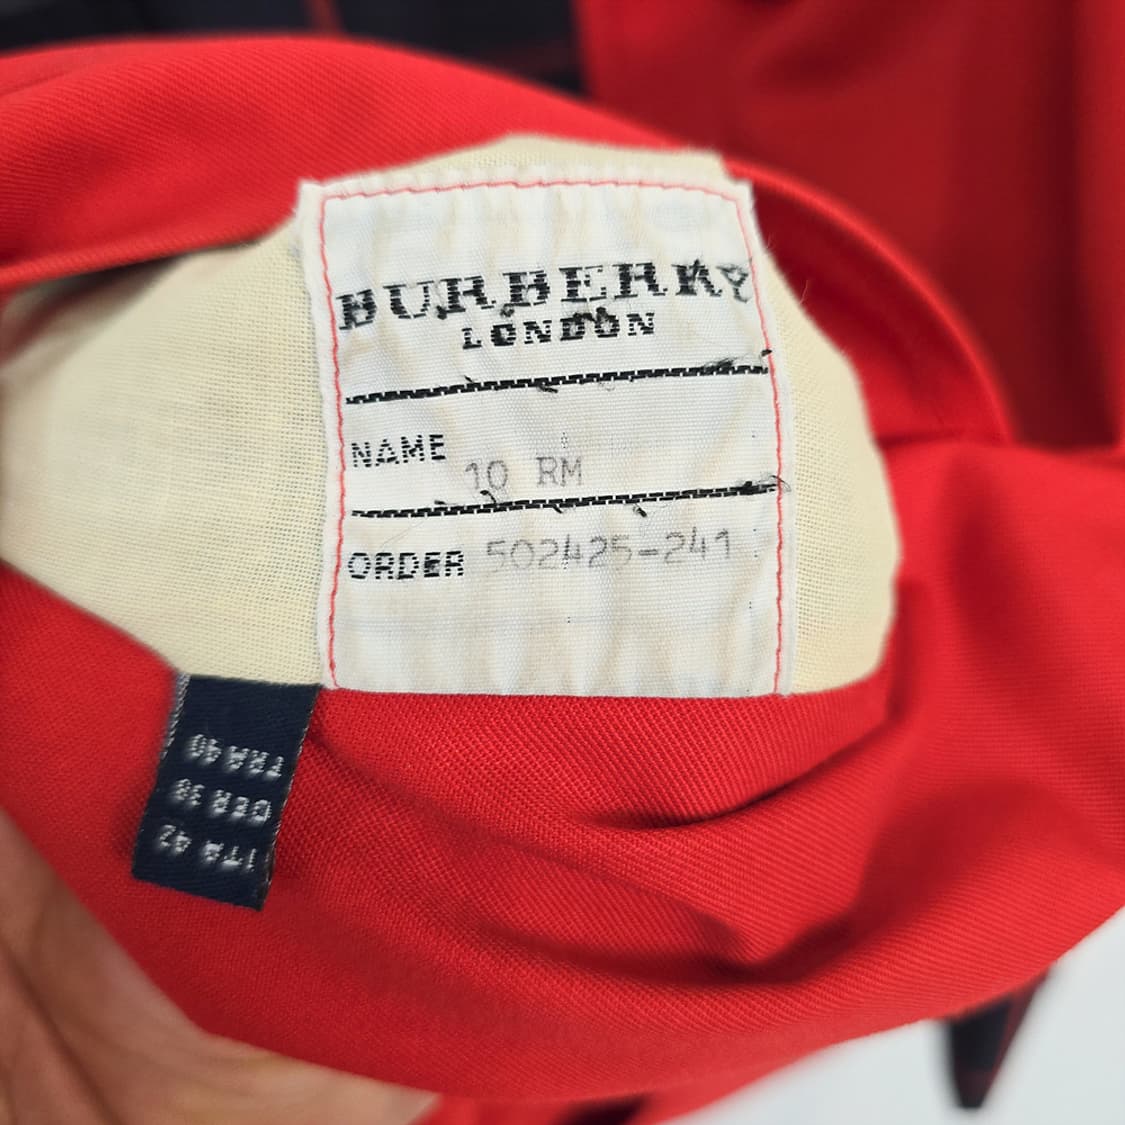 BURBERRY
LONDON
NAME 10 RM
ORDER 502425-241
FRA 40
GER 38
ITA 42